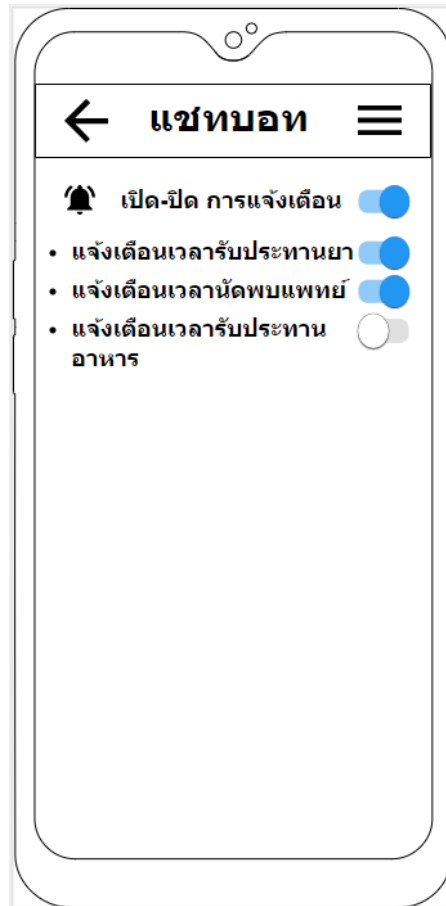 แชทบอท
เปิด-ปิด การแจ้งเตือน
• แจ้งเตือนเวลารับประทานยา
• แจ้งเตือนเวลานัดพบแพทย์
• แจ้งเตือนเวลารับประทาน
อาหาร